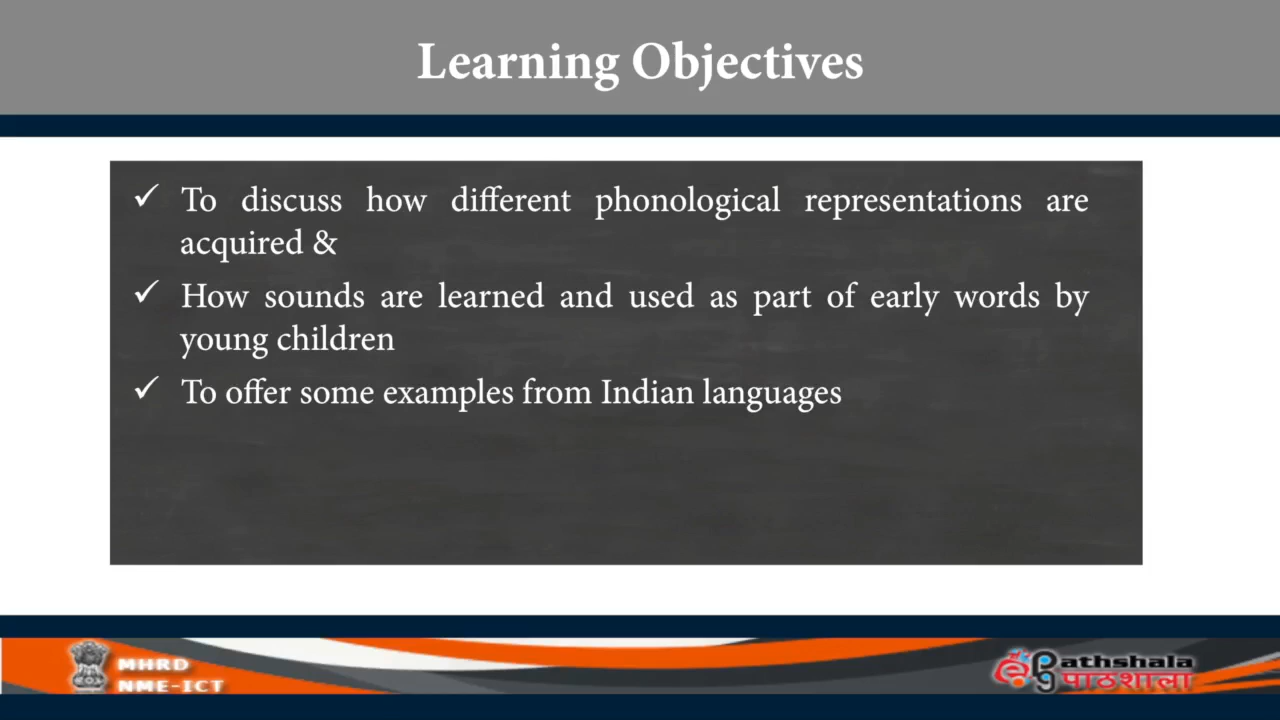 Learning Objectives
✓ To discuss how different phonological representations are
acquired &
✓ How sounds are learned and used as part of early words by
young children
✓ To offer some examples from Indian languages
MHRD
NME-ICT
epgathshala
पाठशाला